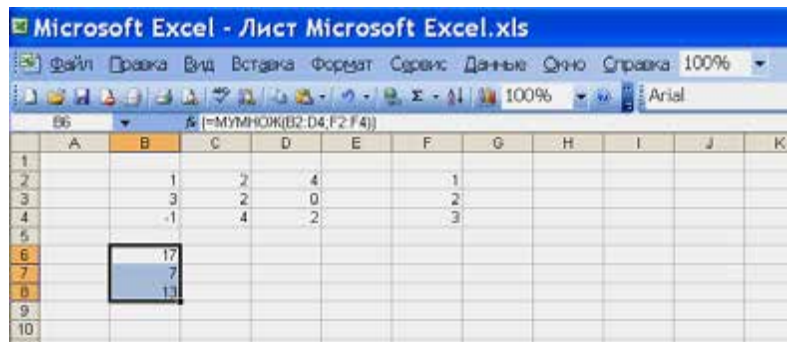 Microsoft Excel - Лист Microsoft Excel.xls
Файл Правка Вид Вставка Формат Сервис Данные Окно Справка 100%
100% Arial
B6 fx {=МУМНОЖ(B2:D4;F2:F4)}
A B C D E F G H I J K
1
2 1 2 4 1
3 3 2 0 2
4 -1 4 2 3
5
6 17
7 7
8 13
9
10